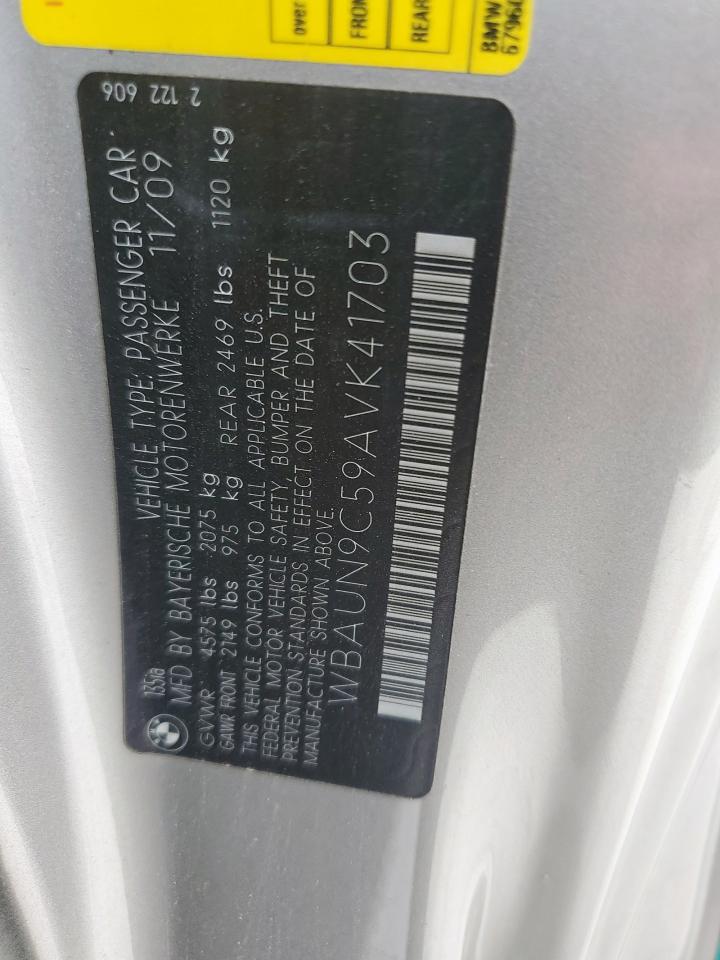 over
FRON
REAR
BMW
6796
2 122 606
135ia VEHICLE TYPE: PASSENGER CAR
MFD BY BAYERISCHE MOTORENWERKE 11/09
GVWR 4575 lbs 2075 kg
GAWR FRONT 2149 lbs 975 kg REAR 2469 lbs 1120 kg
THIS VEHICLE CONFORMS TO ALL APPLICABLE U.S.
FEDERAL MOTOR VEHICLE SAFETY, BUMPER AND THEFT
PREVENTION STANDARDS IN EFFECT ON THE DATE OF
MANUFACTURE SHOWN ABOVE.
WBAUN9C59AVK41703